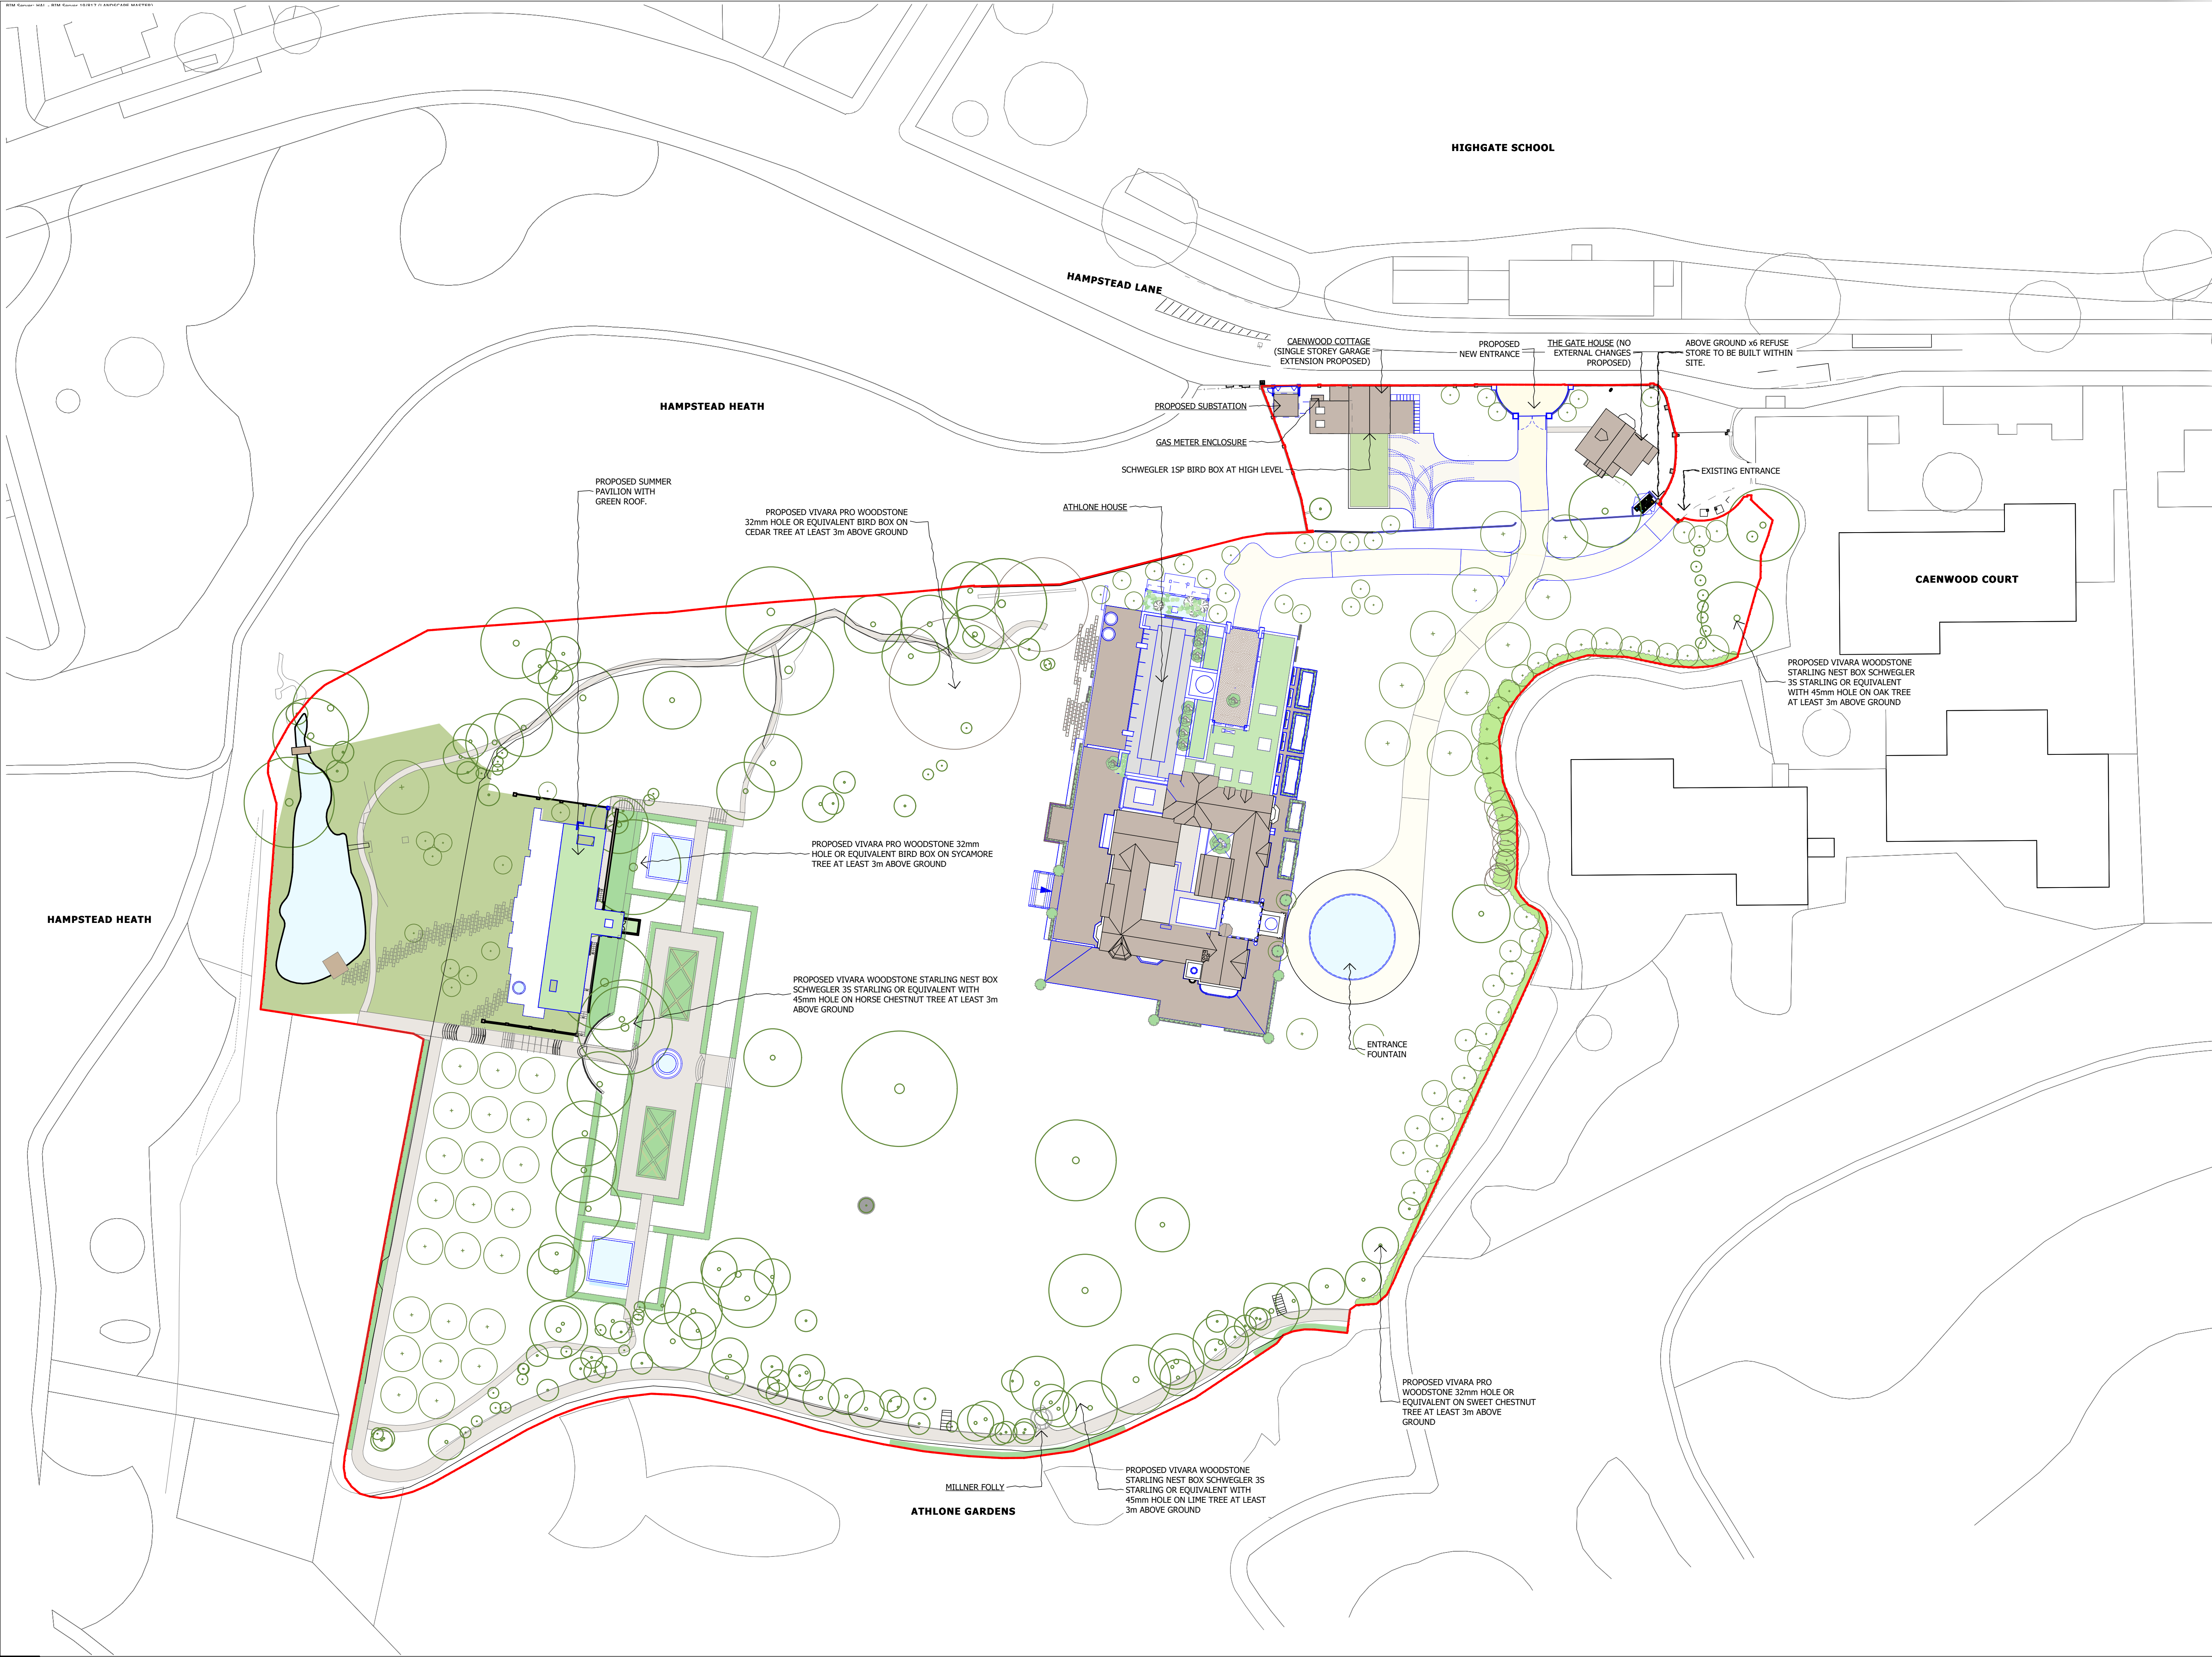 HIGHGATE SCHOOL
HAMPSTEAD LANE
CAENWOOD COTTAGE
(SINGLE STOREY GARAGE
EXTENSION PROPOSED)
PROPOSED
NEW ENTRANCE
THE GATE HOUSE (NO
EXTERNAL CHANGES
PROPOSED)
ABOVE GROUND x6 REFUSE
STORE TO BE BUILT WITHIN
SITE.
HAMPSTEAD HEATH
PROPOSED SUBSTATION
GAS METER ENCLOSURE
SCHWEGLER 1SP BIRD BOX AT HIGH LEVEL
EXISTING ENTRANCE
PROPOSED SUMMER
PAVILION WITH
GREEN ROOF.
PROPOSED VIVARA PRO WOODSTONE
32mm HOLE OR EQUIVALENT BIRD BOX ON
CEDAR TREE AT LEAST 3m ABOVE GROUND
ATHLONE HOUSE
CAENWOOD COURT
PROPOSED VIVARA WOODSTONE
STARLING NEST BOX SCHWEGLER
3S STARLING OR EQUIVALENT
WITH 45mm HOLE ON OAK TREE
AT LEAST 3m ABOVE GROUND
PROPOSED VIVARA PRO WOODSTONE 32mm
HOLE OR EQUIVALENT BIRD BOX ON SYCAMORE
TREE AT LEAST 3m ABOVE GROUND
HAMPSTEAD HEATH
PROPOSED VIVARA WOODSTONE STARLING NEST BOX
SCHWEGLER 3S STARLING OR EQUIVALENT WITH
45mm HOLE ON HORSE CHESTNUT TREE AT LEAST 3m
ABOVE GROUND
ENTRANCE
FOUNTAIN
PROPOSED VIVARA PRO
WOODSTONE 32mm HOLE OR
EQUIVALENT ON SWEET CHESTNUT
TREE AT LEAST 3m ABOVE
GROUND
MILLNER FOLLY
PROPOSED VIVARA WOODSTONE
STARLING NEST BOX SCHWEGLER 3S
STARLING OR EQUIVALENT WITH
45mm HOLE ON LIME TREE AT LEAST
3m ABOVE GROUND
ATHLONE GARDENS